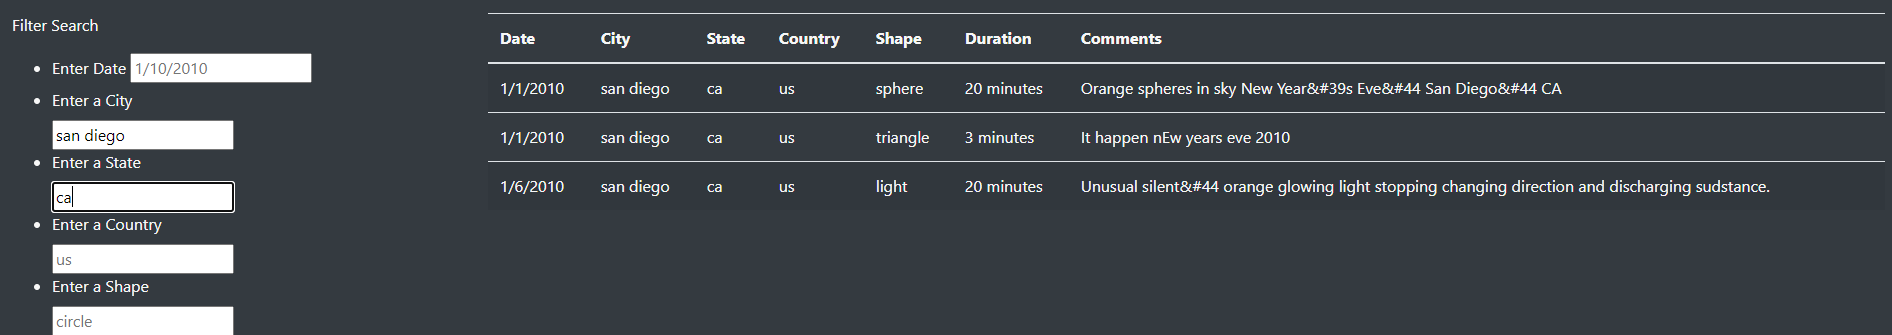 Filter Search
Enter Date 1/10/2010
Enter a City
san diego
Enter a State
ca
Enter a Country
us
Enter a Shape
circle
Date City State Country Shape Duration Comments
1/1/2010 san diego ca us sphere 20 minutes Orange spheres in sky New Year&#39s Eve&#44 San Diego&#44 CA
1/1/2010 san diego ca us triangle 3 minutes It happen nEw years eve 2010
1/6/2010 san diego ca us light 20 minutes Unusual silent&#44 orange glowing light stopping changing direction and discharging sudstance.